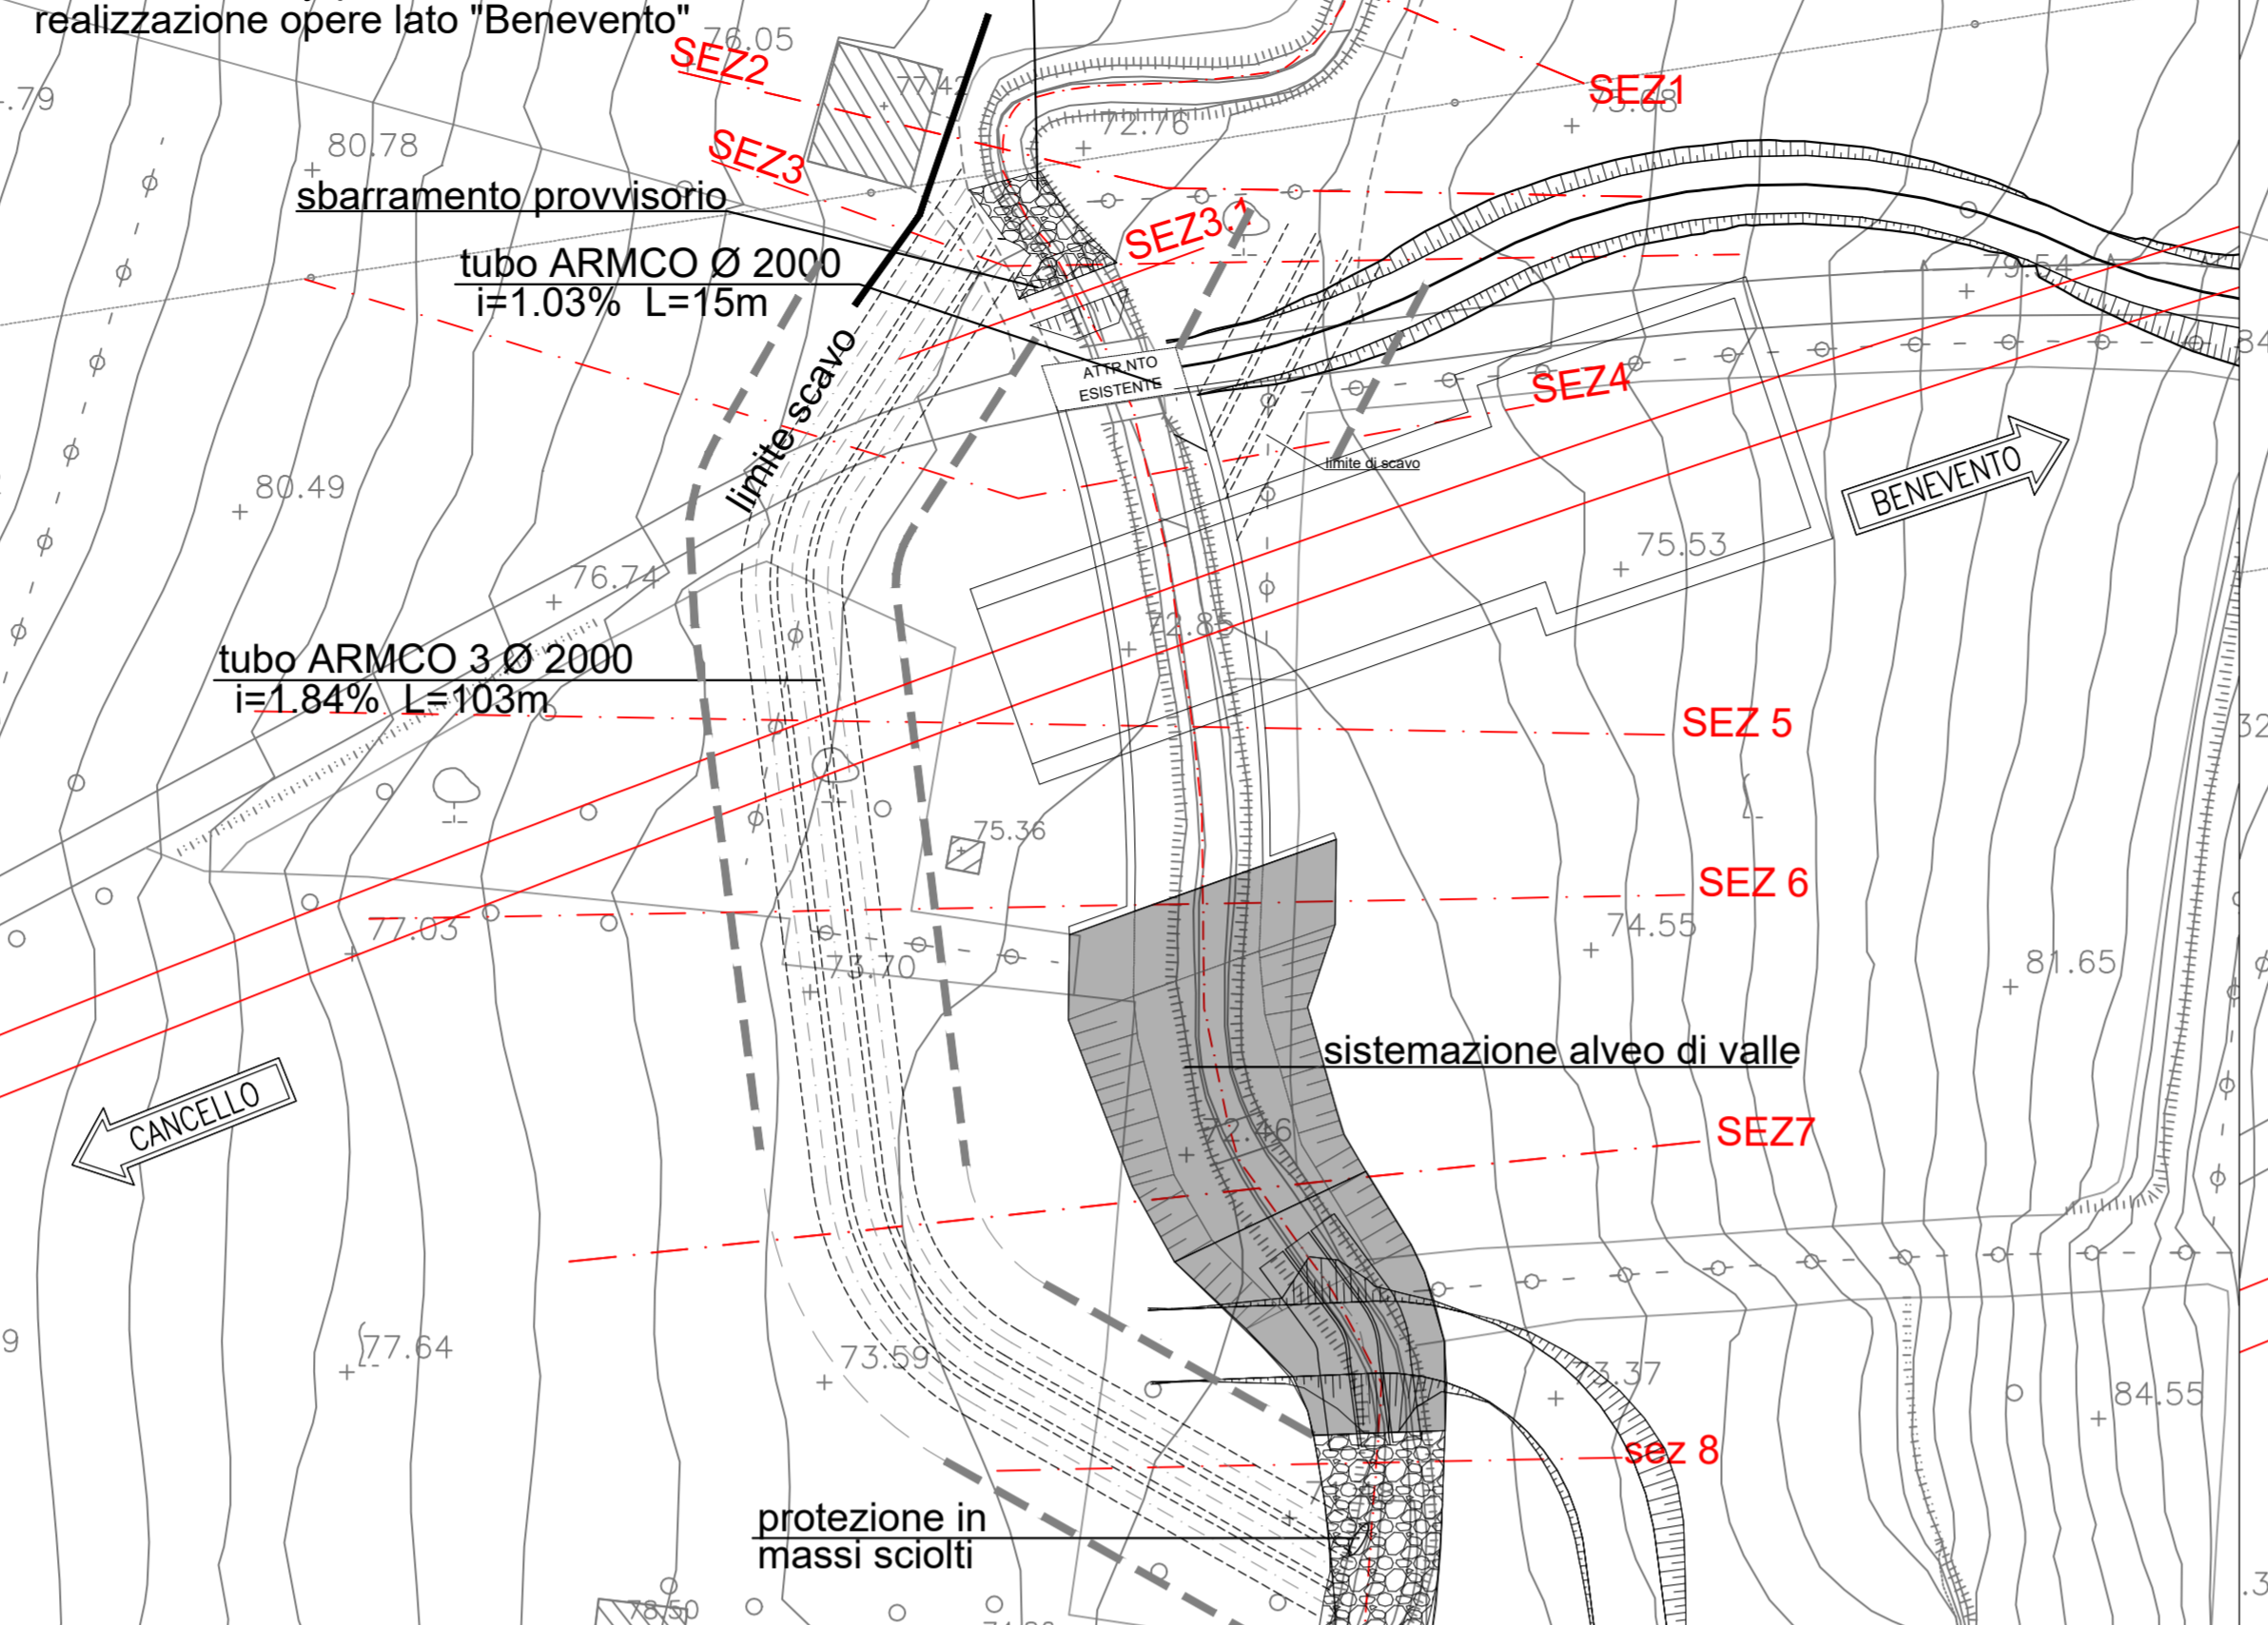 realizzazione opere lato "Benevento"
76.05
SEZ2
77.42
SEZ1
75.68
72.76
80.78
SEZ3
sbarramento provvisorio
SEZ3.1
tubo ARMCO Ø 2000
i=1.03% L=15m
79.54
limite scavo
ATTR.NTO
ESISTENTE
SEZ4
limite di scavo
BENEVENTO
80.49
75.53
76.74
72.85
tubo ARMCO 3 Ø 2000
i=1.84% L=103m
SEZ 5
75.36
SEZ 6
77.03
74.55
73.70
81.65
sistemazione alveo di valle
CANCELLO
72.46
SEZ7
77.64
73.59
73.37
84.55
sez 8
protezione in
massi sciolti
78.50